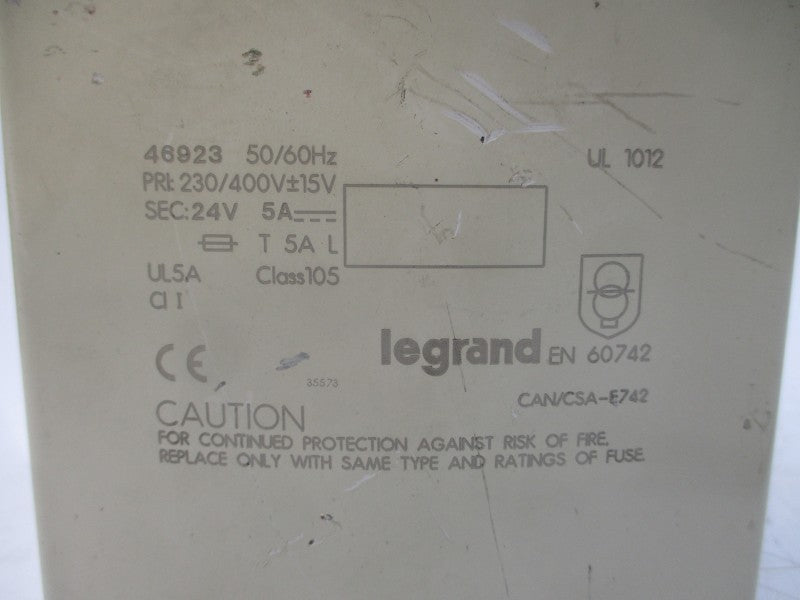 46923 50/60Hz
UL 1012
PRI: 230/400V±15V
SEC: 24V 5A
T 5A L
UL5A Class105
Cl I
legrand EN 60742
CE
35573
CAN/CSA-E742
CAUTION
FOR CONTINUED PROTECTION AGAINST RISK OF FIRE,
REPLACE ONLY WITH SAME TYPE AND RATINGS OF FUSE.